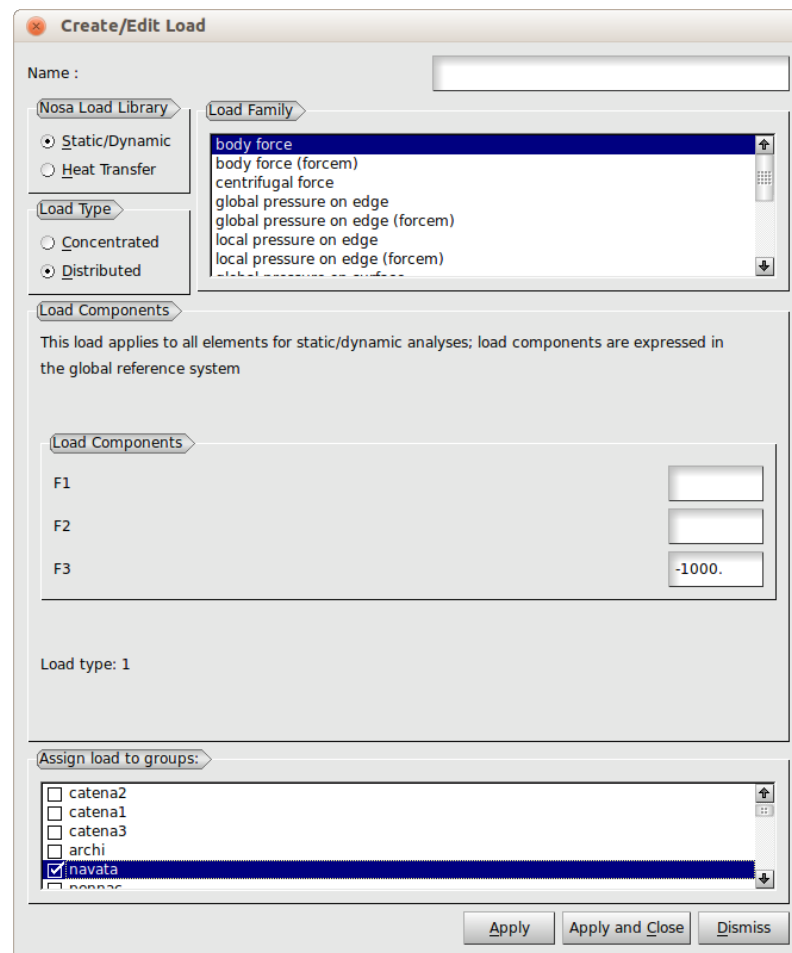 Create/Edit Load
Name :
Nosa Load Library
Static/Dynamic
Heat Transfer
Load Type
Concentrated
Distributed
Load Family
body force
body force (forcem)
centrifugal force
global pressure on edge
global pressure on edge (forcem)
local pressure on edge
local pressure on edge (forcem)
global pressure on surface
Load Components
This load applies to all elements for static/dynamic analyses; load components are expressed in
the global reference system
Load Components
F1
F2
F3 -1000.
Load type: 1
Assign load to groups:
catena2
catena1
catena3
archi
navata
Apply Apply and Close Dismiss